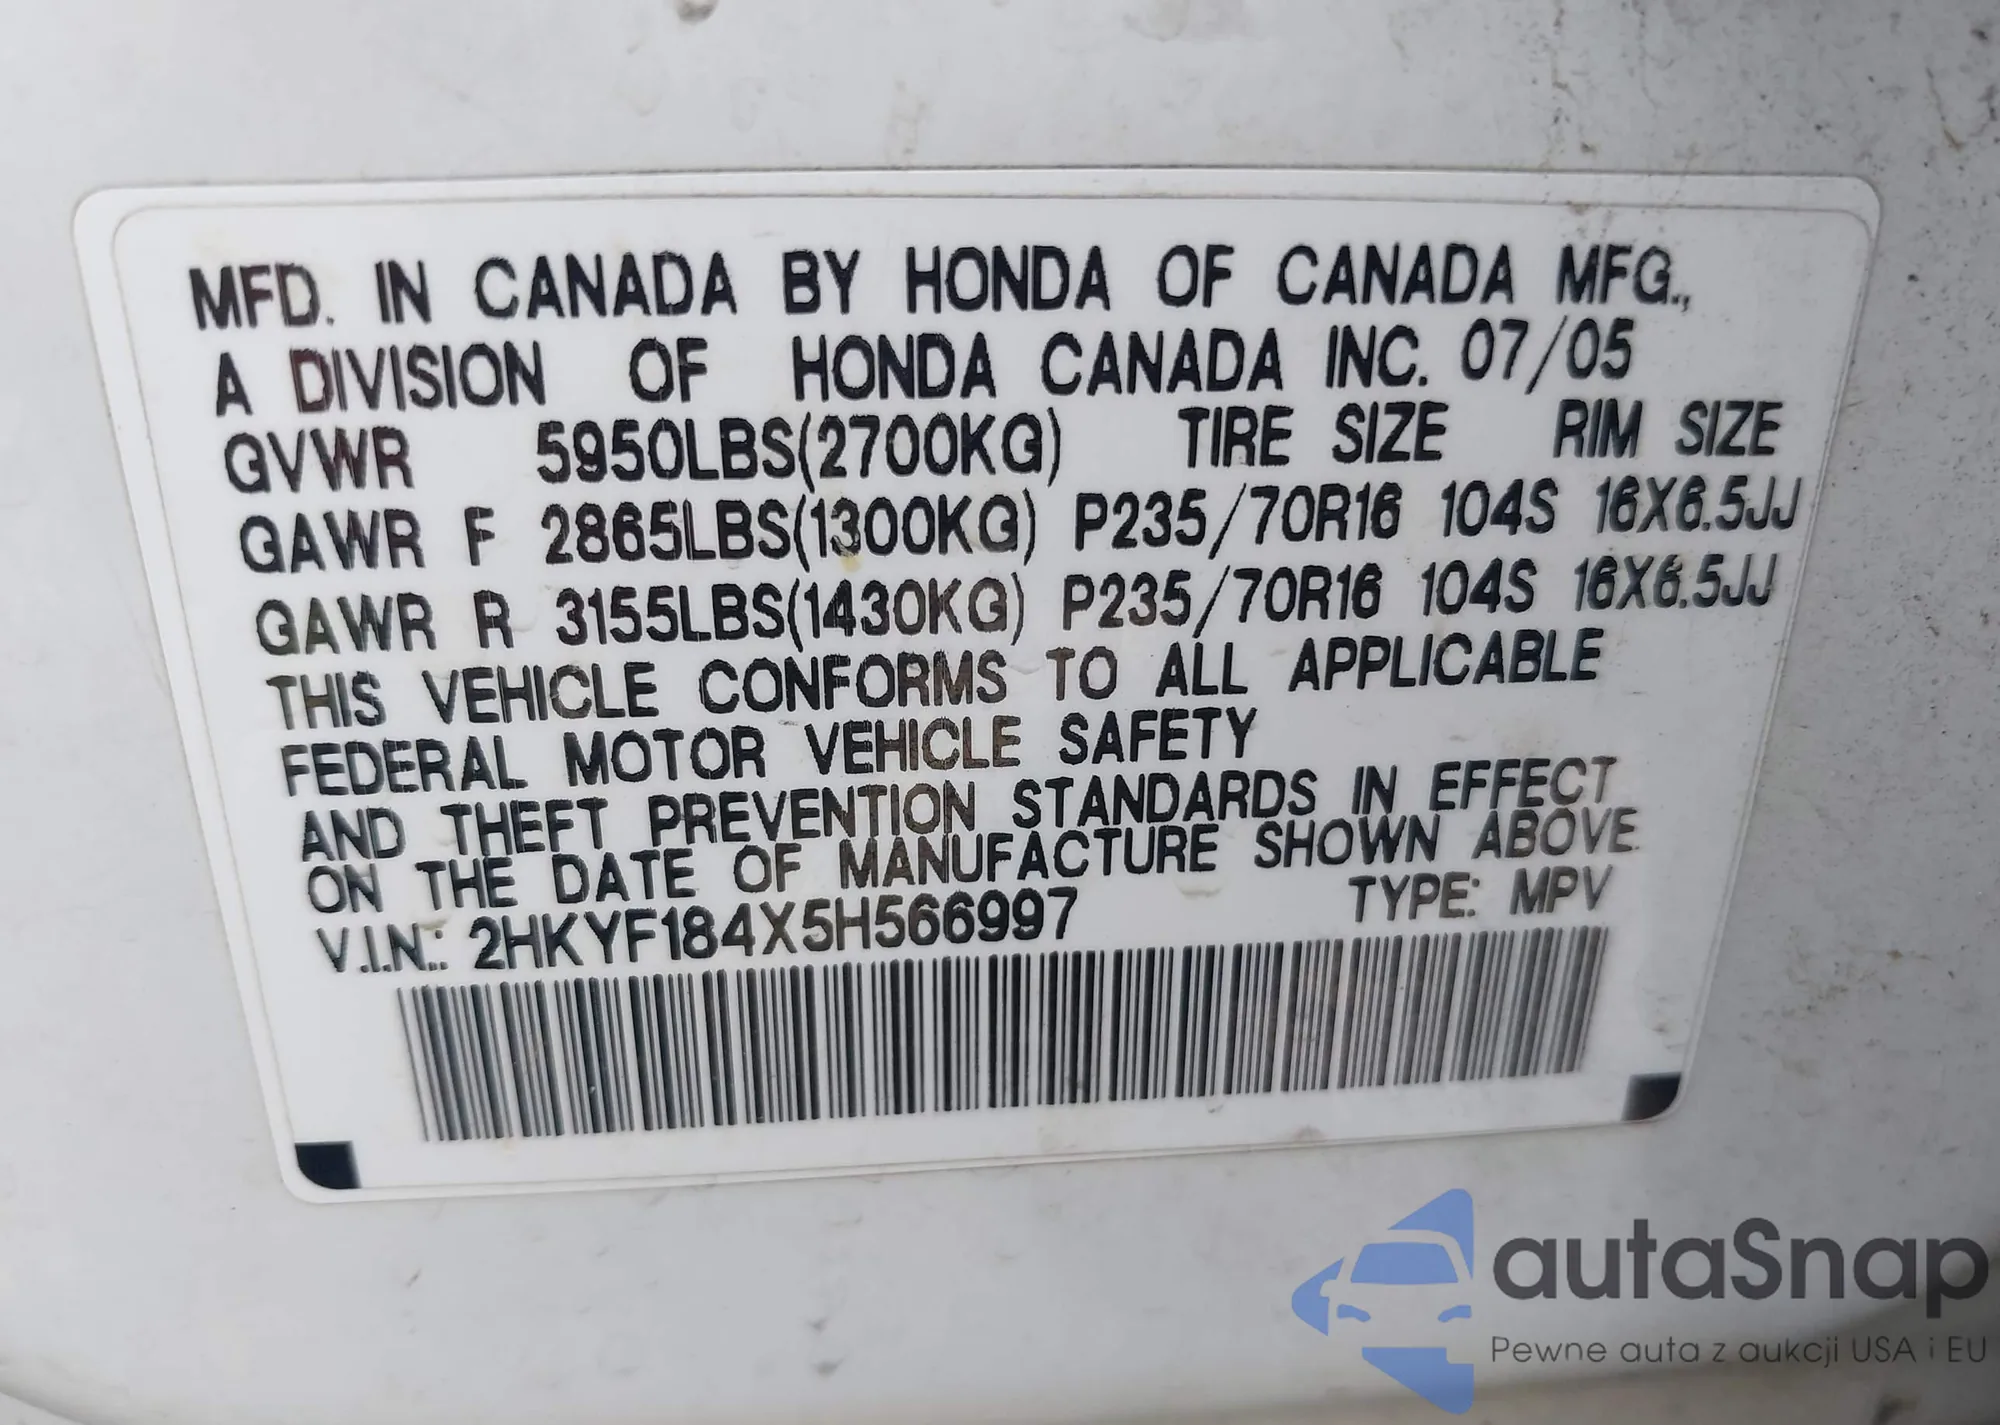 MFD. IN CANADA BY HONDA OF CANADA MFG.,
A DIVISION OF HONDA CANADA INC. 07/05
GVWR 5950LBS(2700KG) TIRE SIZE RIM SIZE
GAWR F 2865LBS(1300KG) P235/70R16 104S 16X6.5JJ
GAWR R 3155LBS(1430KG) P235/70R16 104S 16X6.5JJ
THIS VEHICLE CONFORMS TO ALL APPLICABLE
FEDERAL MOTOR VEHICLE SAFETY
AND THEFT PREVENTION STANDARDS IN EFFECT
ON THE DATE OF MANUFACTURE SHOWN ABOVE.
V.I.N.: 2HKYF184X5H566997 TYPE: MPV
autaSnap
Pewne auta z aukcji USA i EU